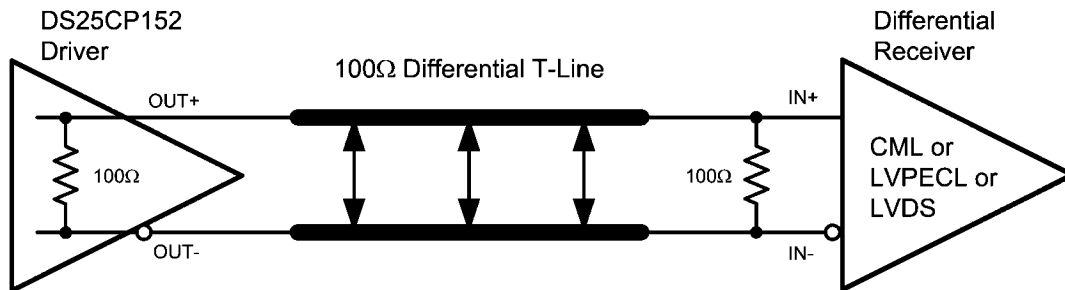 DS25CP152
Driver
Differential
Receiver
100Ω Differential T-Line
OUT+
IN+
100Ω
100Ω
CML or
LVPECL or
LVDS
OUT-
IN-